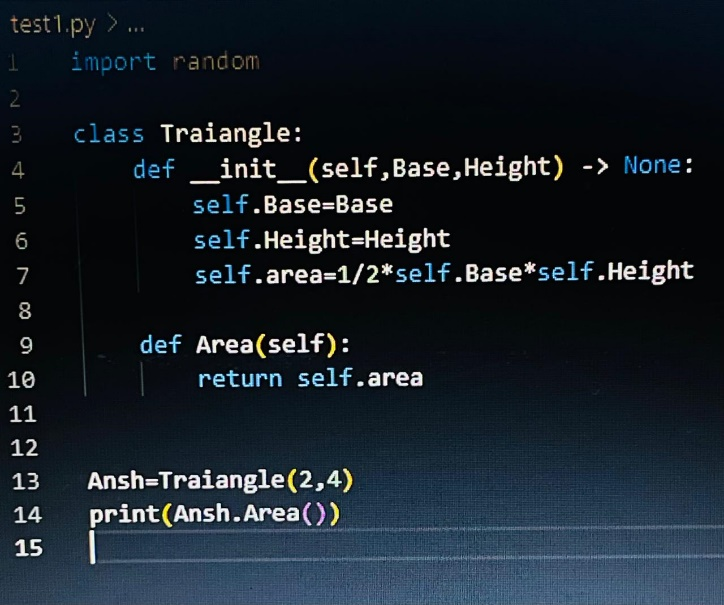 test1.py > ...
1 import random
2
3 class Traiangle:
4     def __init__(self,Base,Height) -> None:
5         self.Base=Base
6         self.Height=Height
7         self.area=1/2*self.Base*self.Height
8
9     def Area(self):
10         return self.area
11
12
13 Ansh=Traiangle(2,4)
14 print(Ansh.Area())
15